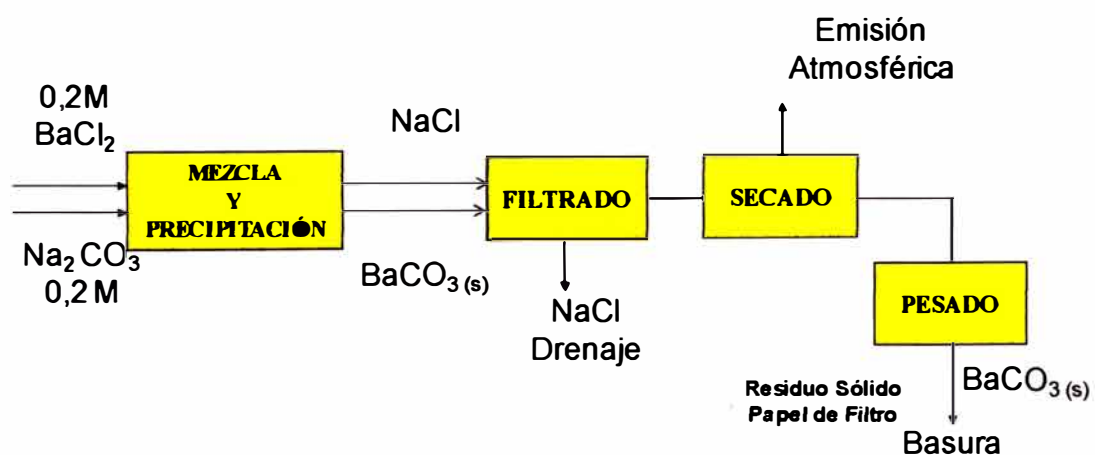 Emisión
Atmosférica
0,2M
BaCl₂
NaCl
MEZCLA
Y
PRECIPITACIÓN
FILTRADO
SECADO
Na₂CO₃
0,2M
BaCO₃ (s)
NaCl
Drenaje
PESADO
Residuo Sólido
Papel de Filtro
BaCO₃ (s)
Basura